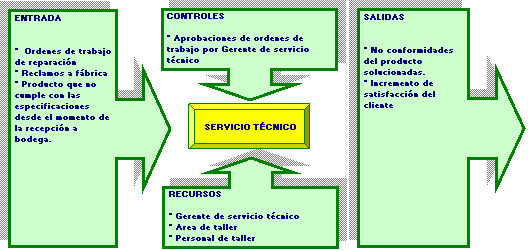 ENTRADA
* Ordenes de trabajo
de reparación
* Reclamos a fábrica
* Producto que no
cumple con las
especificaciones
desde el momento de
la recepción a
bodega.
CONTROLES
* Aprobaciones de ordenes de
trabajo por Gerente de servicio
técnico
SERVICIO TÉCNICO
RECURSOS
* Gerente de servicio técnico
* Area de taller
* Personal de taller
SALIDAS
* No conformidades
del producto
solucionadas.
* Incremento de
satisfacción del
cliente